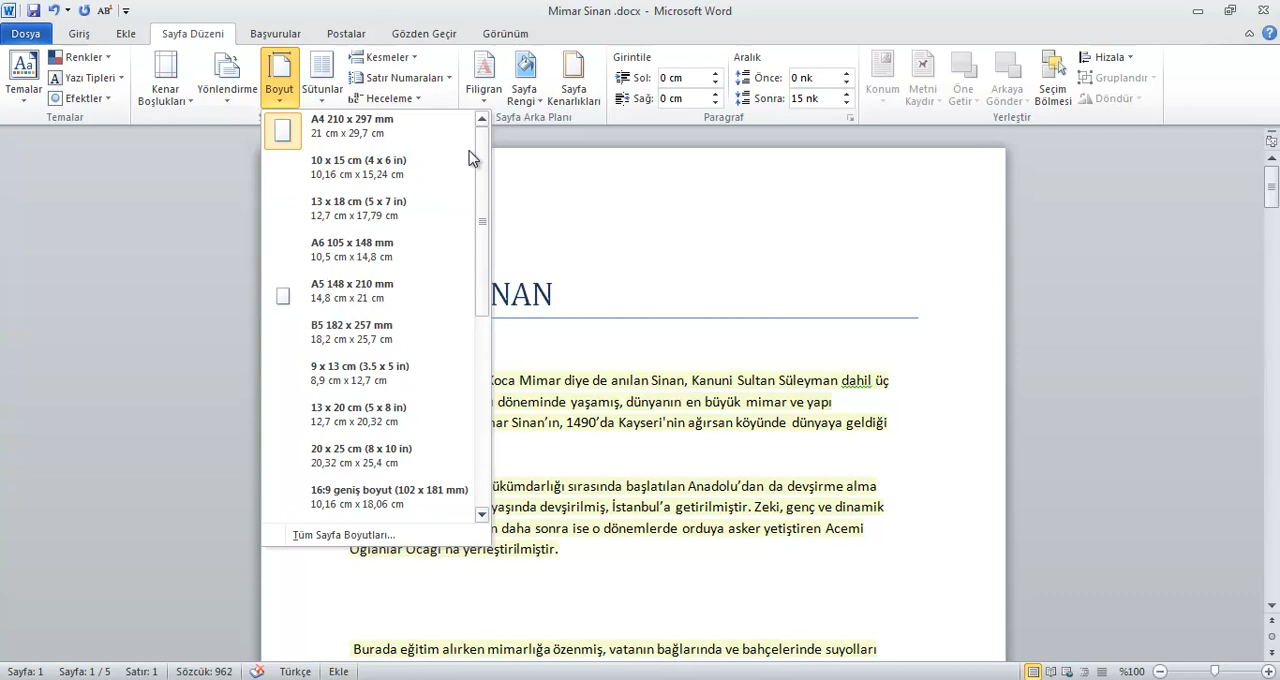 Mimar Sinan .docx - Microsoft Word
Dosya Giriş Ekle Sayfa Düzeni Başvurular Postalar Gözden Geçir Görünüm
Temalar
Renkler
Yazı Tipleri
Efektler
Temalar
Kenar Boşlukları
Yönlendirme
Boyut
Sütunlar
Kesmeler
Satır Numaraları
Heceleme
Filigran
Sayfa Rengi
Sayfa Kenarlıkları
Sayfa Arka Planı
Girintile
Sol: 0 cm
Sağ: 0 cm
Aralık
Önce: 0 nk
Sonra: 15 nk
Paragraf
Konum
Metni Kaydır
Öne Getir
Arkaya Gönder
Seçim Bölmesi
Hizala
Gruplandır
Döndür
Yerleştir
A4 210 x 297 mm
21 cm x 29,7 cm
10 x 15 cm (4 x 6 in)
10,16 cm x 15,24 cm
13 x 18 cm (5 x 7 in)
12,7 cm x 17,79 cm
A6 105 x 148 mm
10,5 cm x 14,8 cm
A5 148 x 210 mm
14,8 cm x 21 cm
B5 182 x 257 mm
18,2 cm x 25,7 cm
9 x 13 cm (3.5 x 5 in)
8,9 cm x 12,7 cm
13 x 20 cm (5 x 8 in)
12,7 cm x 20,32 cm
20 x 25 cm (8 x 10 in)
20,32 cm x 25,4 cm
16:9 geniş boyut (102 x 181 mm)
10,16 cm x 18,06 cm
Tüm Sayfa Boyutları...
NAN
Koca Mimar diye de anılan Sinan, Kanuni Sultan Süleyman dahil üç
döneminde yaşamış, dünyanın en büyük mimar ve yapı
mar Sinan'ın, 1490'da Kayseri'nin ağırsan köyünde dünyaya geldiği
ükümdarlığı sırasında başlatılan Anadolu'dan da devşirme alma
yaşında devşirilmiş, İstanbul'a getirilmiştir. Zeki, genç ve dinamik
n daha sonra ise o dönemlerde orduya asker yetiştiren Acemi
Oğlanlar Ocağı'na yerleştirilmiştir.
Burada eğitim alırken mimarlığa özenmiş, vatanın bağlarında ve bahçelerinde suyolları
Sayfa: 1 Sayfa: 1 / 5 Satır: 1 Sözcük: 962 Türkçe Ekle %100